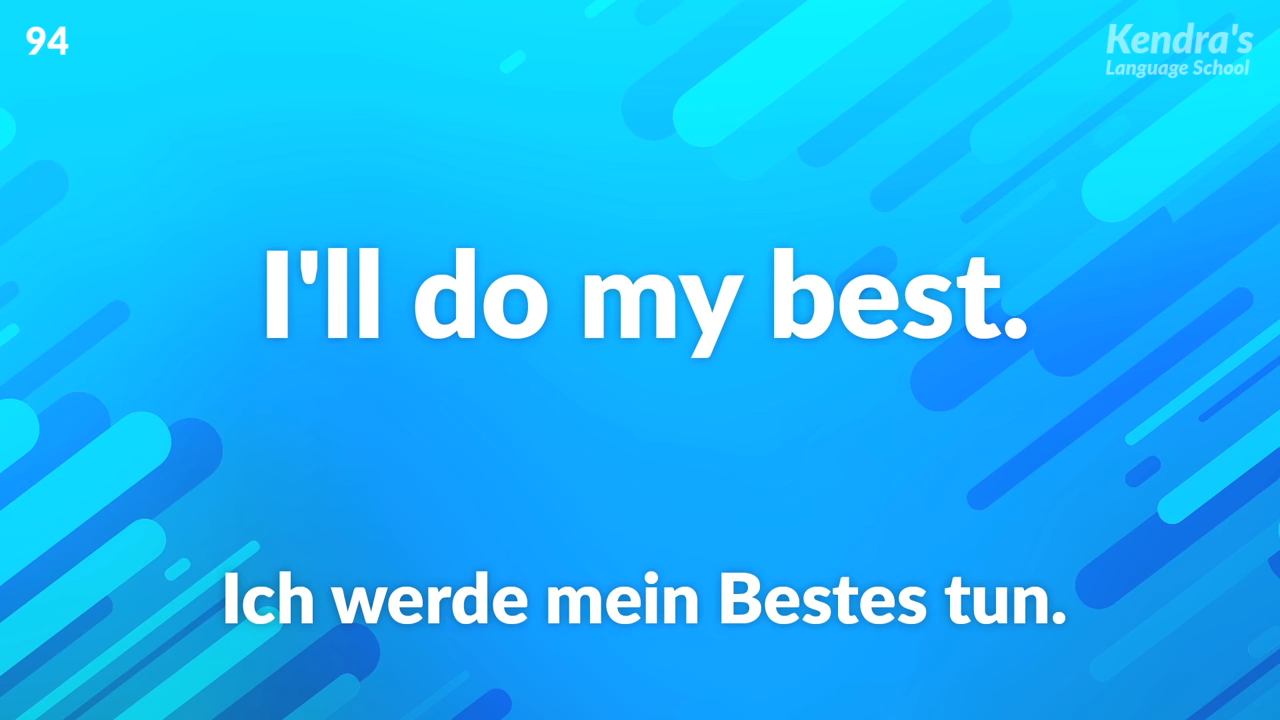 94
Kendra's
Language School
I'll do my best.
Ich werde mein Bestes tun.